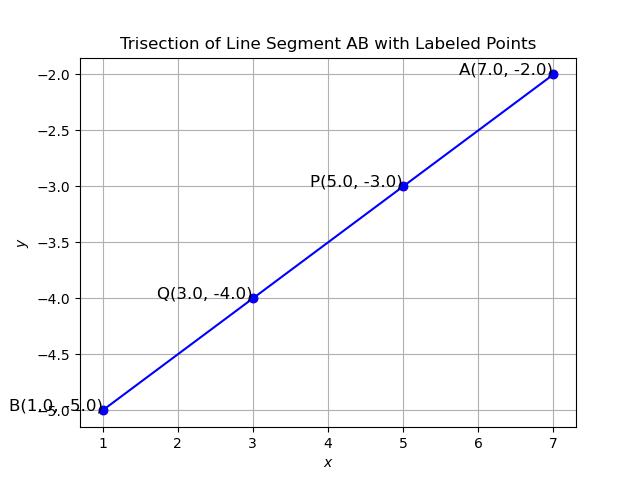 Trisection of Line Segment AB with Labeled Points
−2.0
A(7.0, -2.0)
−2.5
−3.0
P(5.0, -3.0)
−3.5
y
−4.0
Q(3.0, -4.0)
−4.5
−5.0
B(1.0, -5.0)
1 2 3 4 5 6 7
x